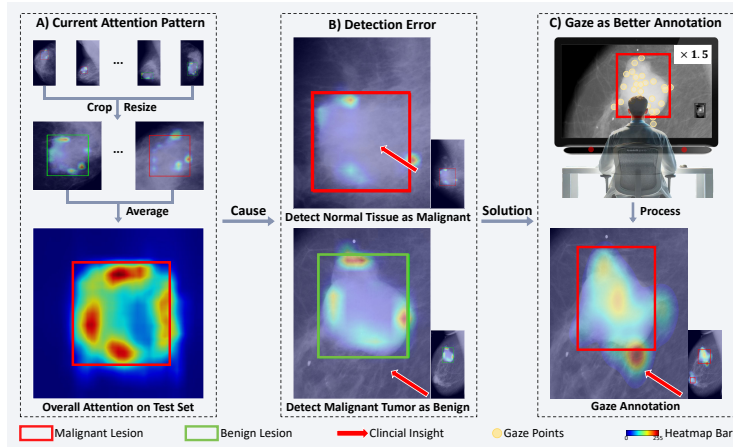 A) Current Attention Pattern
...
Crop
Resize
...
Average
Overall Attention on Test Set
Cause
B) Detection Error
Detect Normal Tissue as Malignant
Detect Malignant Tumor as Benign
Solution
C) Gaze as Better Annotation
× 1.5
Process
Gaze Annotation
Malignant Lesion
Benign Lesion
Clincial Insight
Gaze Points
0
255
Heatmap Bar